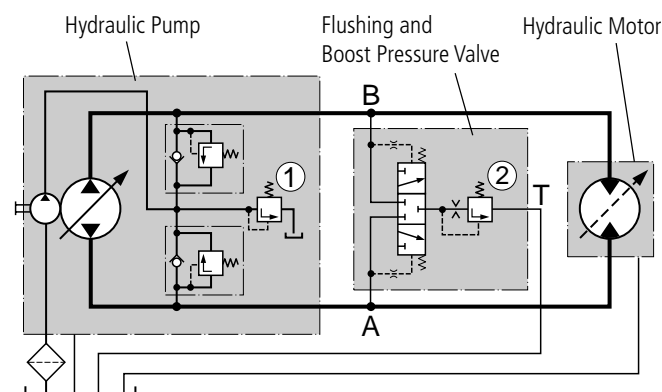 Hydraulic Pump
Flushing and
Boost Pressure Valve
Hydraulic Motor
B
1
2
T
A